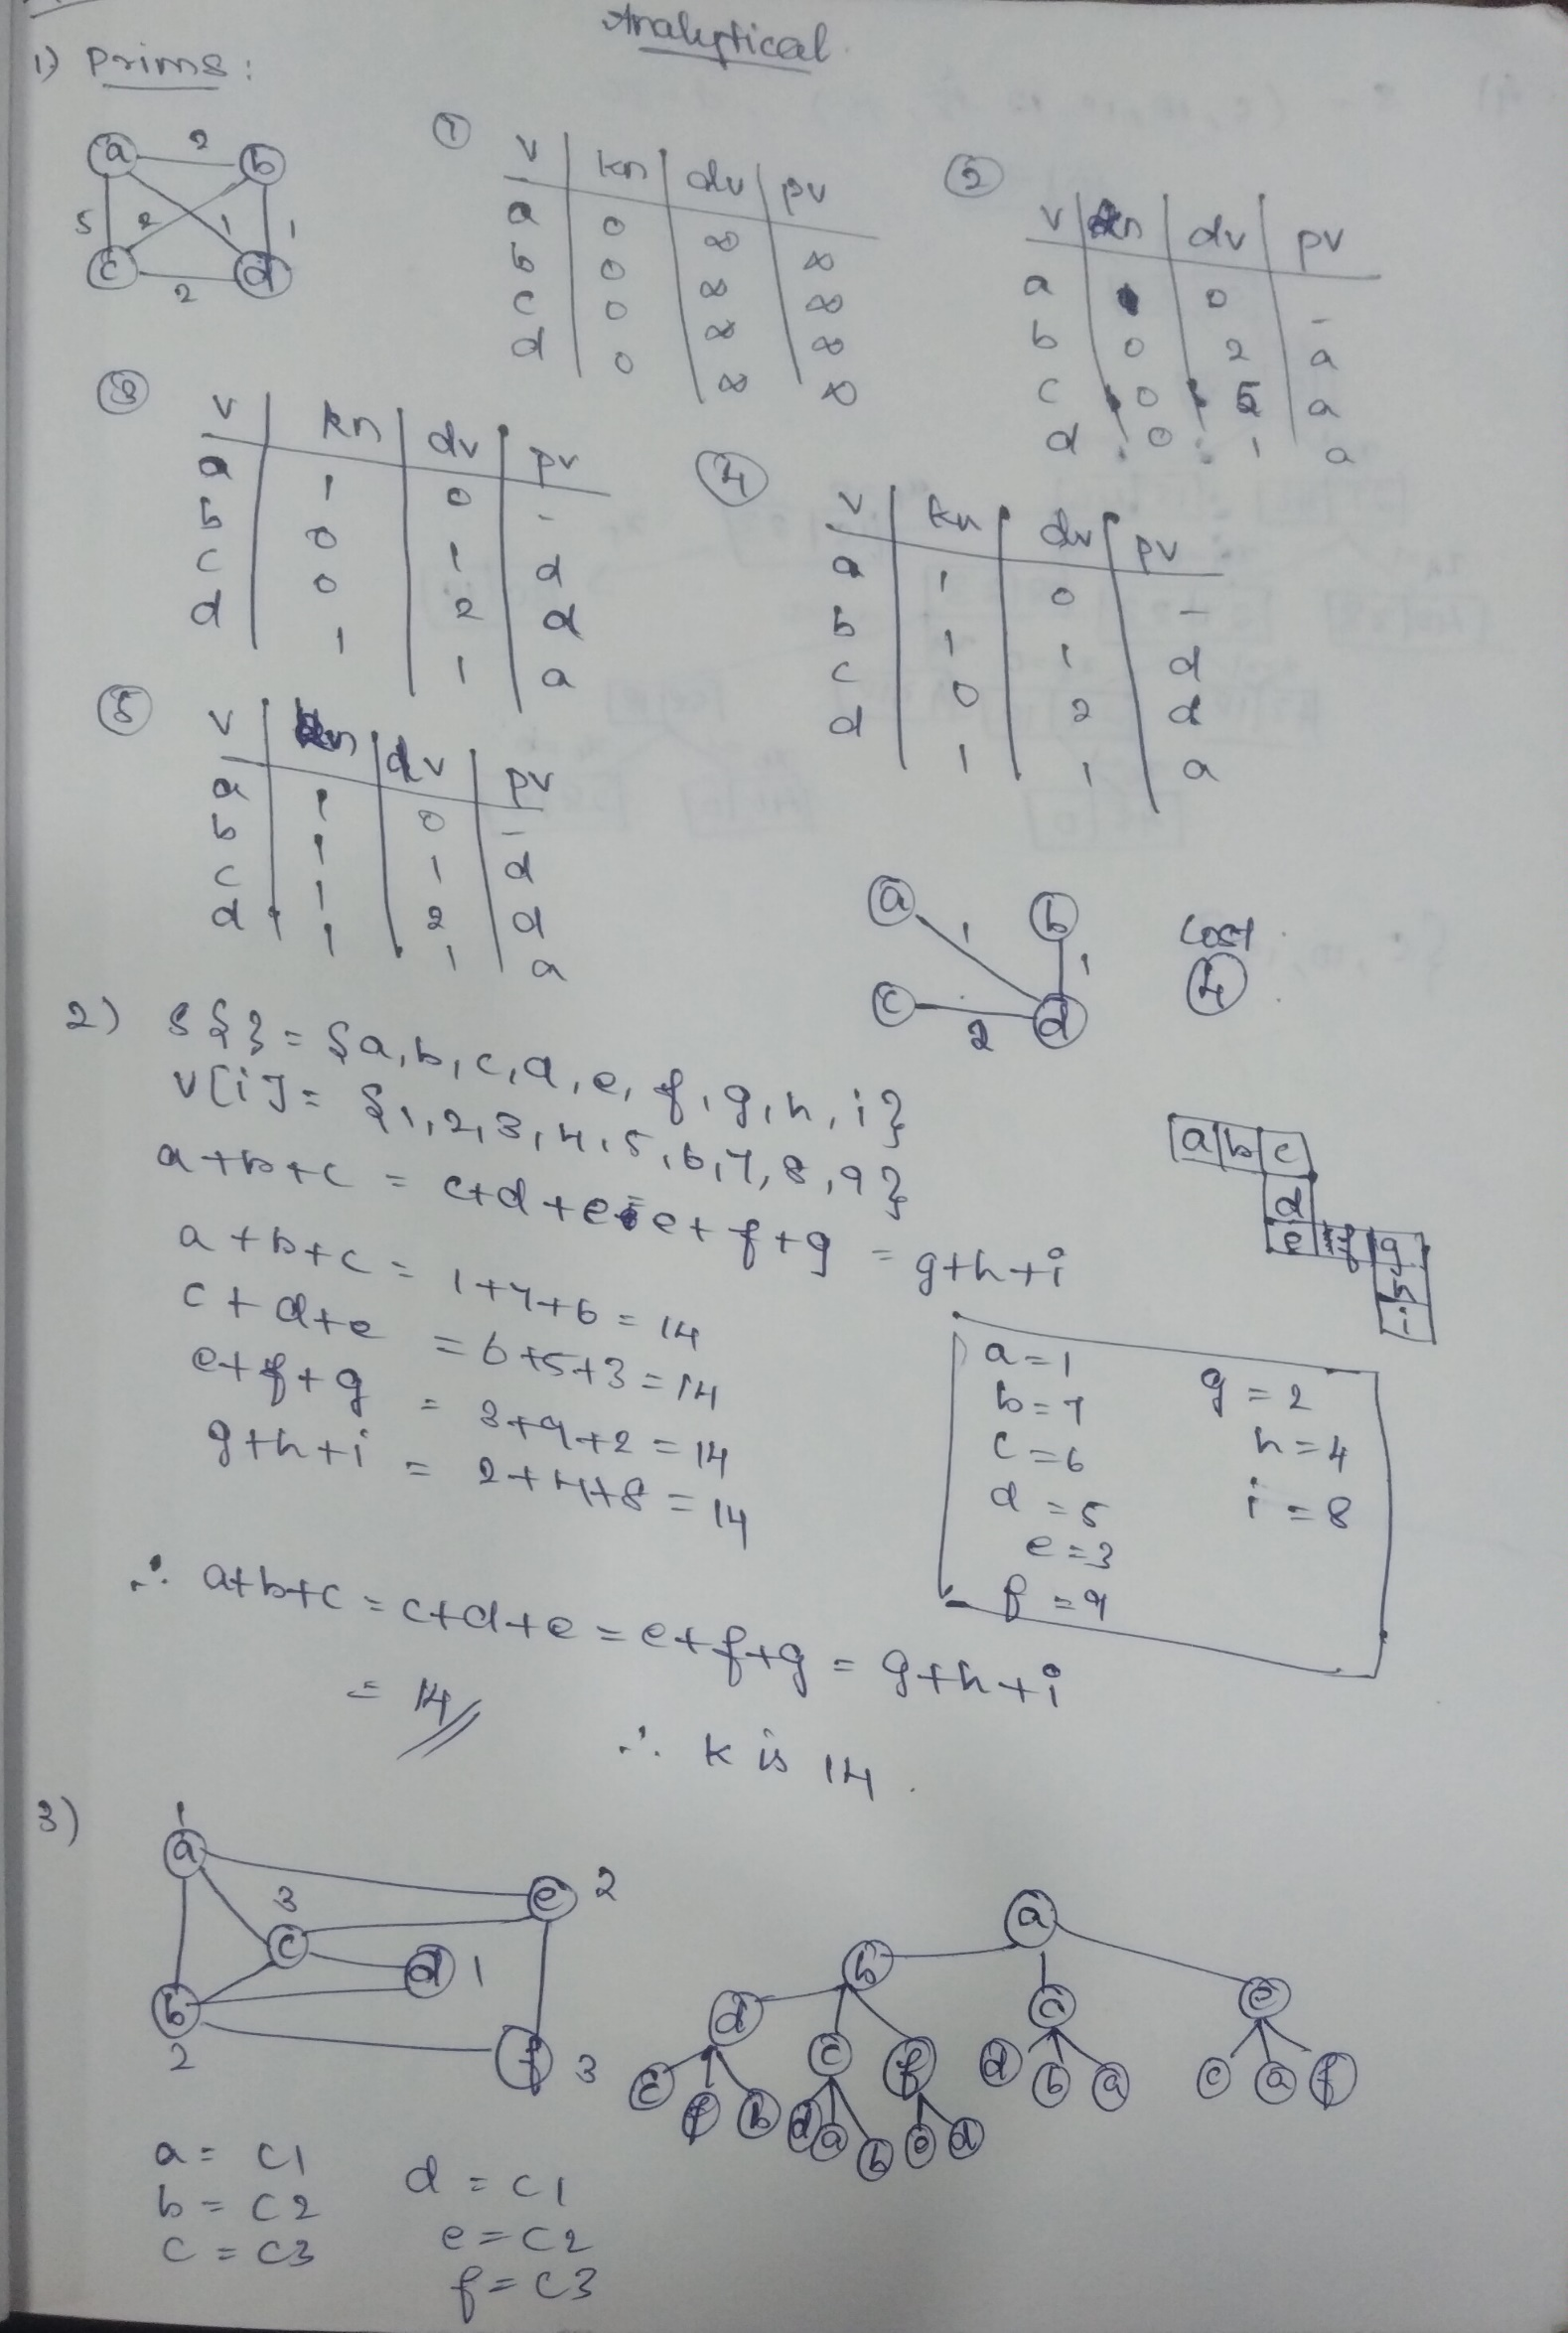 Analytical
1) Prims:
a 2 b
5 2 1 1
c 2 d
①
v kn dv pv
a 0 ∞ ∞
b 0 ∞ ∞
c 0 ∞ ∞
d 0 ∞ ∞
②
v kn dv pv
a 0 -
b 0 2 a
c 0 5 a
d 0 1 a
③
v kn dv pv
a 1 0 -
b 0 1 d
c 0 2 d
d 1 1 a
④
v kn dv pv
a 1 0 -
b 1 1 d
c 0 2 d
d 1 1 a
⑤
v kn dv pv
a 1 0 -
b 1 1 d
c 1 2 d
d 1 1 a
a b
1 1
c 2 d
Cost
④
2) S{} = {a, b, c, d, e, f, g, h, i}
V[i] = {1, 2, 3, 4, 5, 6, 7, 8, 9}
a+b+c = c+d+e = e+f+g = g+h+i
a b c
d
e f g
h
i
a+b+c = 1+7+6 = 14
c+d+e = 6+5+3 = 14
e+f+g = 3+9+2 = 14
g+h+i = 2+4+8 = 14
a=1 g=2
b=7 h=4
c=6 i=8
d=5
e=3
f=9
∴ a+b+c = c+d+e = e+f+g = g+h+i
= 14
∴ K is 14.
3)
1
a e 2
3
c d 1
b
2 f 3
a
b c e
d c f d b a c a f
c f b d a b e d
a = C1 d = C1
b = C2 e = C2
c = C3 f = C3